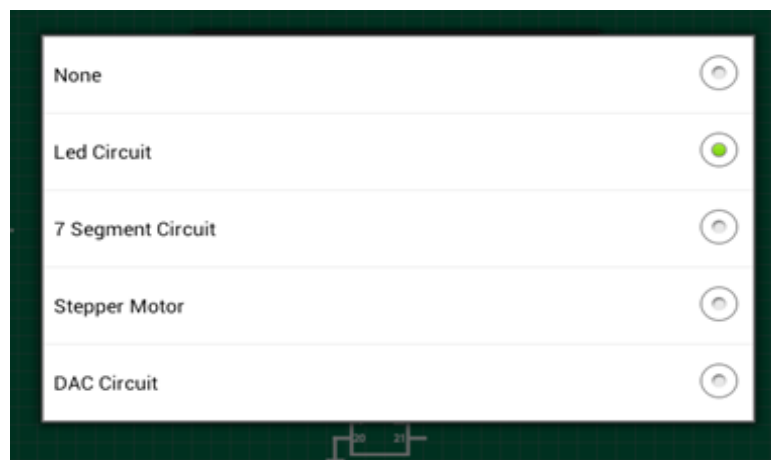 None
Led Circuit
7 Segment Circuit
Stepper Motor
DAC Circuit
20 21